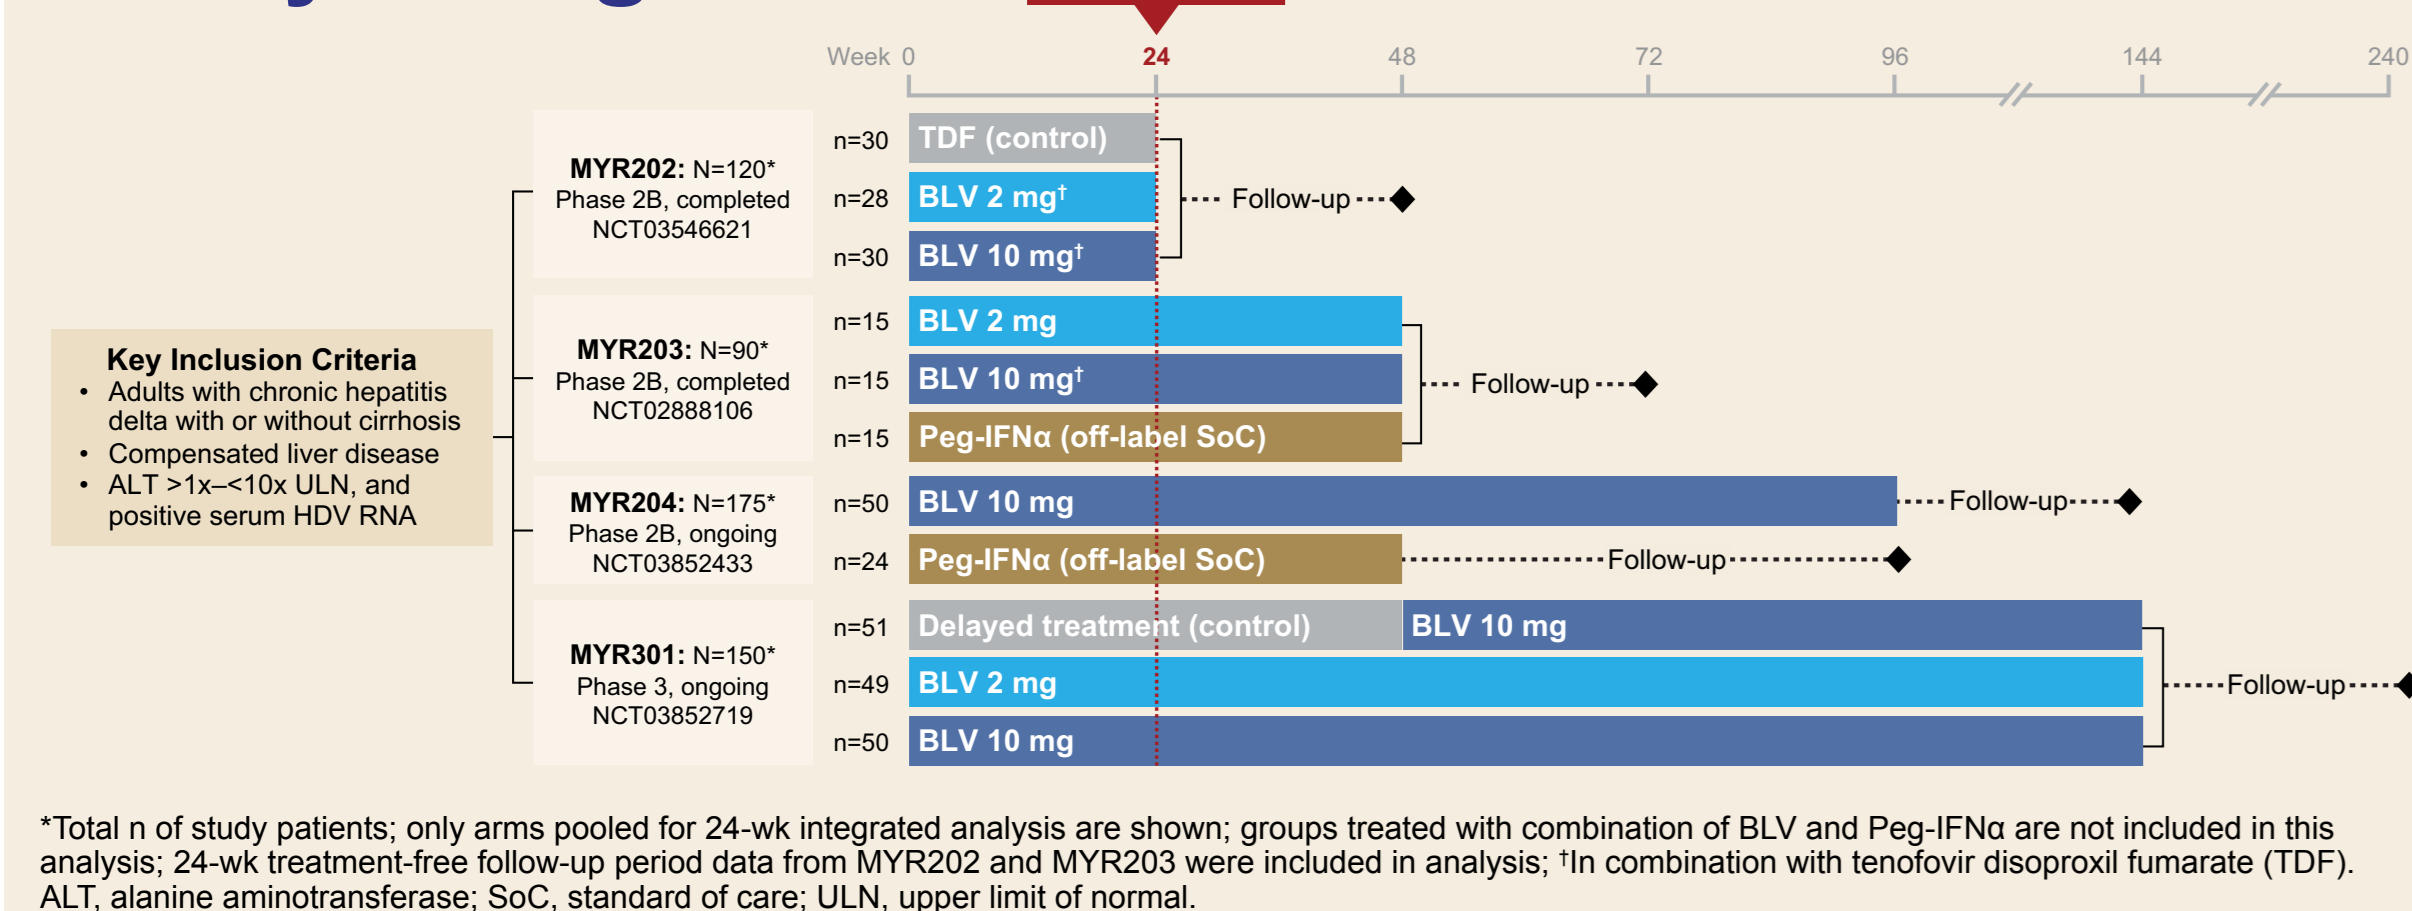 Week 0 24 48 72 96 144 240
Key Inclusion Criteria
• Adults with chronic hepatitis
delta with or without cirrhosis
• Compensated liver disease
• ALT >1x–<10x ULN, and
positive serum HDV RNA
MYR202: N=120*
Phase 2B, completed
NCT03546621
n=30 TDF (control)
n=28 BLV 2 mg†
n=30 BLV 10 mg†
Follow-up
MYR203: N=90*
Phase 2B, completed
NCT02888106
n=15 BLV 2 mg
n=15 BLV 10 mg†
n=15 Peg-IFNα (off-label SoC)
Follow-up
MYR204: N=175*
Phase 2B, ongoing
NCT03852433
n=50 BLV 10 mg Follow-up
n=24 Peg-IFNα (off-label SoC) Follow-up
MYR301: N=150*
Phase 3, ongoing
NCT03852719
n=51 Delayed treatment (control) BLV 10 mg
n=49 BLV 2 mg
n=50 BLV 10 mg
Follow-up
*Total n of study patients; only arms pooled for 24-wk integrated analysis are shown; groups treated with combination of BLV and Peg-IFNα are not included in this
analysis; 24-wk treatment-free follow-up period data from MYR202 and MYR203 were included in analysis; †In combination with tenofovir disoproxil fumarate (TDF).
ALT, alanine aminotransferase; SoC, standard of care; ULN, upper limit of normal.